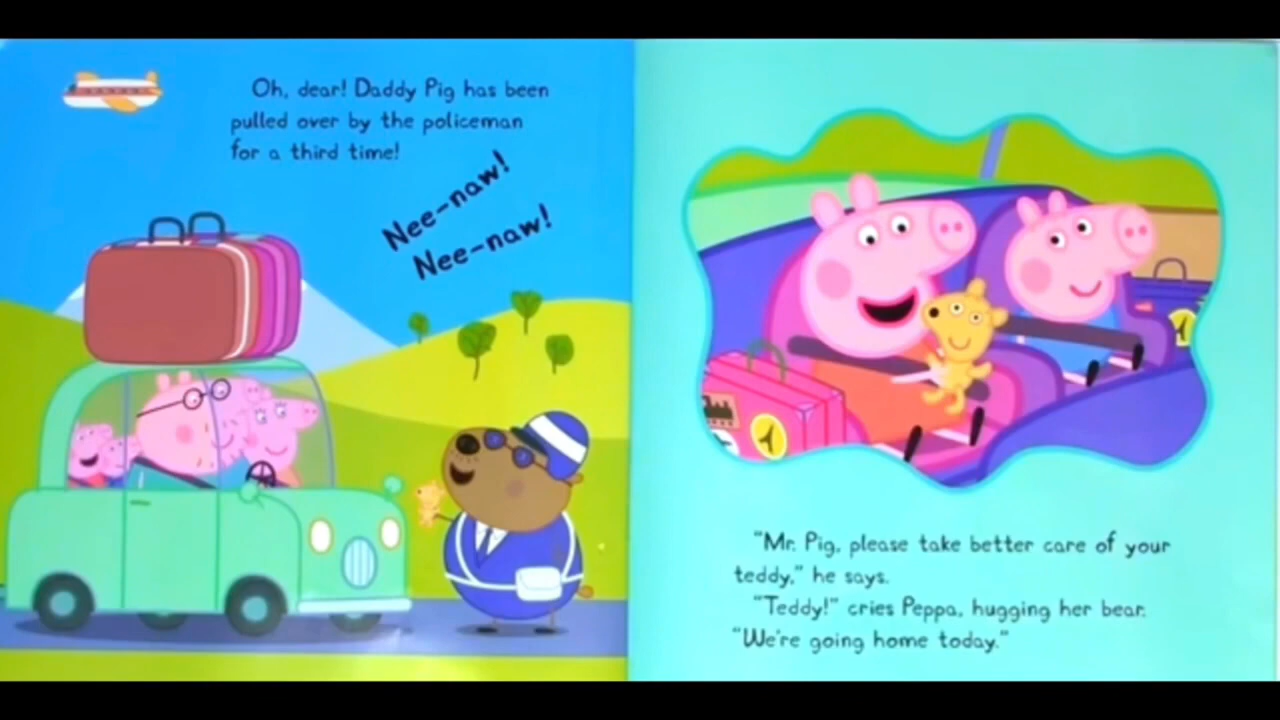 Oh, dear! Daddy Pig has been
pulled over by the policeman
for a third time!
Nee-naw!
Nee-naw!
"Mr. Pig, please take better care of your
teddy," he says.
"Teddy!" cries Peppa, hugging her bear.
"We're going home today."